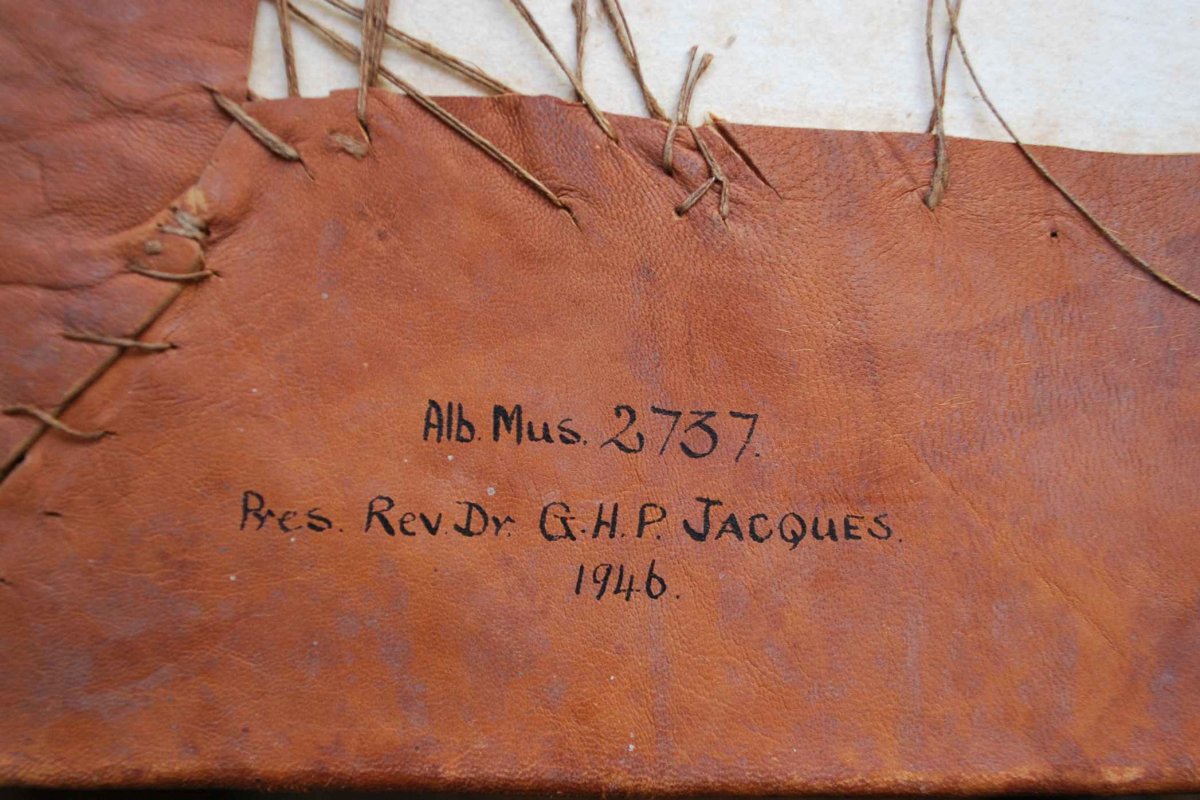 Alb. Mus. 2737.
Pres. Rev. Dr. G.H.P. JACQUES.
1946.